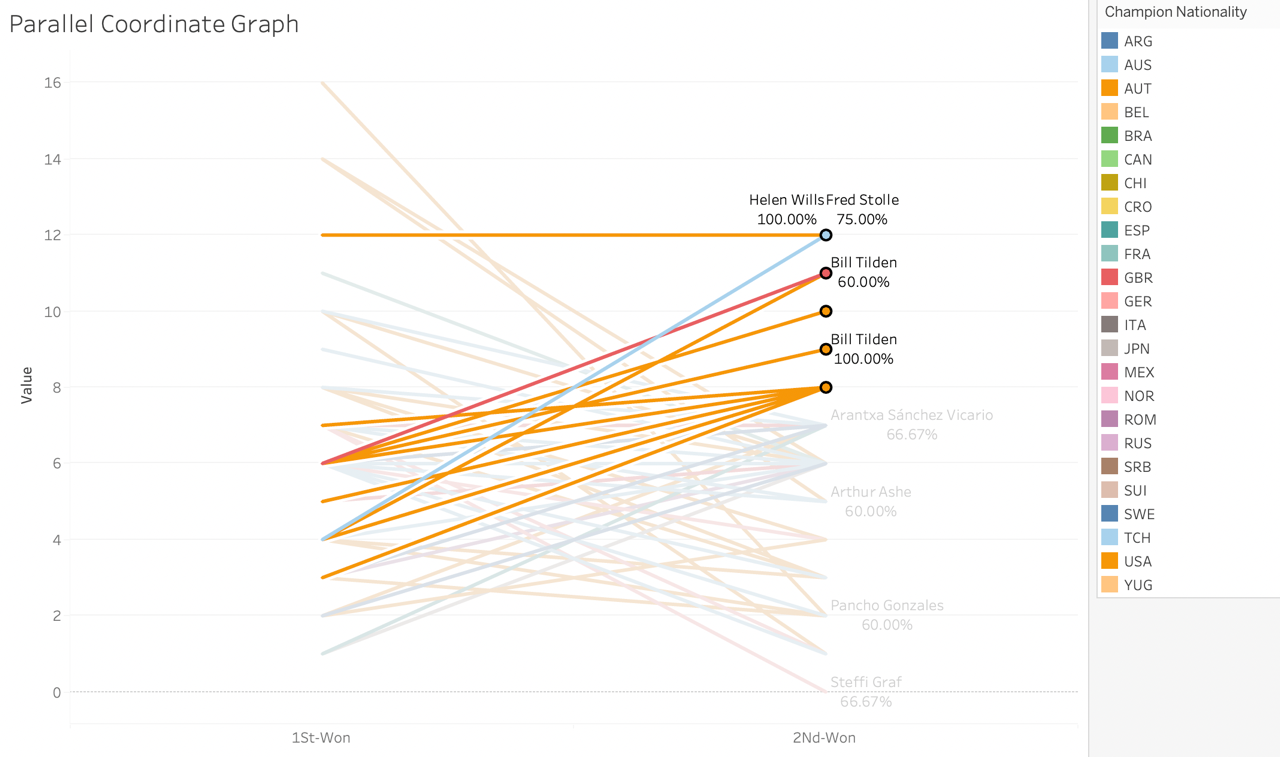 Parallel Coordinate Graph
Value
16
14
12
10
8
6
4
2
0
1St-Won
2Nd-Won
Helen Wills Fred Stolle
100.00% 75.00%
Bill Tilden
60.00%
Bill Tilden
100.00%
Arantxa Sánchez Vicario
66.67%
Arthur Ashe
60.00%
Pancho Gonzales
60.00%
Steffi Graf
66.67%
Champion Nationality
ARG
AUS
AUT
BEL
BRA
CAN
CHI
CRO
ESP
FRA
GBR
GER
ITA
JPN
MEX
NOR
ROM
RUS
SRB
SUI
SWE
TCH
USA
YUG